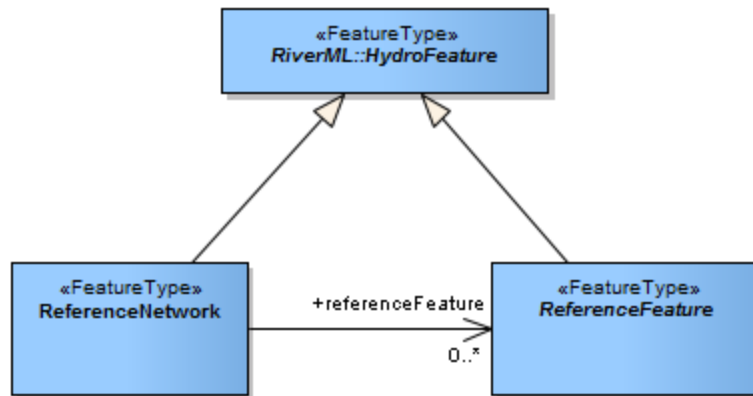 «FeatureType»
RiverML::HydroFeature
«FeatureType»
ReferenceNetwork
+referenceFeature
0..*
«FeatureType»
ReferenceFeature